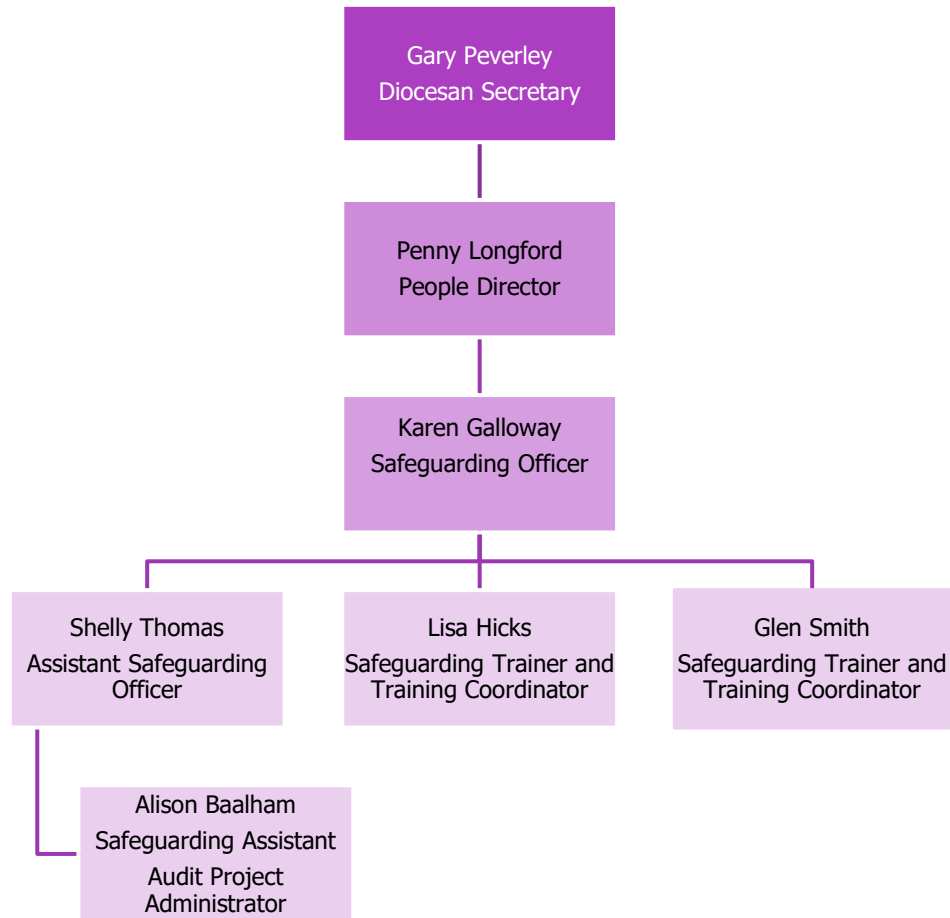 Gary Peverley
Diocesan Secretary
Penny Longford
People Director
Karen Galloway
Safeguarding Officer
Shelly Thomas
Assistant Safeguarding
Officer
Lisa Hicks
Safeguarding Trainer and
Training Coordinator
Glen Smith
Safeguarding Trainer and
Training Coordinator
Alison Baalham
Safeguarding Assistant
Audit Project
Administrator